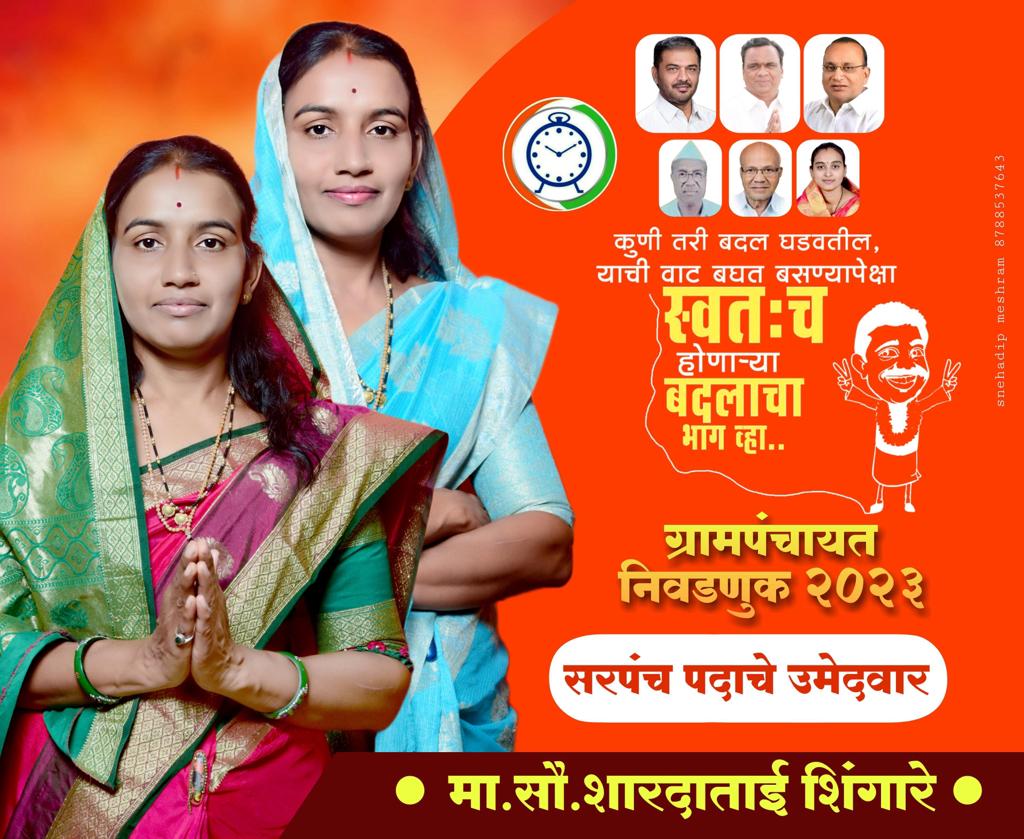 कुणी तरी बदल घडवतील,
याची वाट बघत बसण्यापेक्षा
स्वतःच
होणाऱ्या
बदलाचा
भाग व्हा..
ग्रामपंचायत
निवडणुक २०२३
सरपंच पदाचे उमेदवार
मा.सौ.शारदाताई शिंगारे
snehadip meshram 8788537643